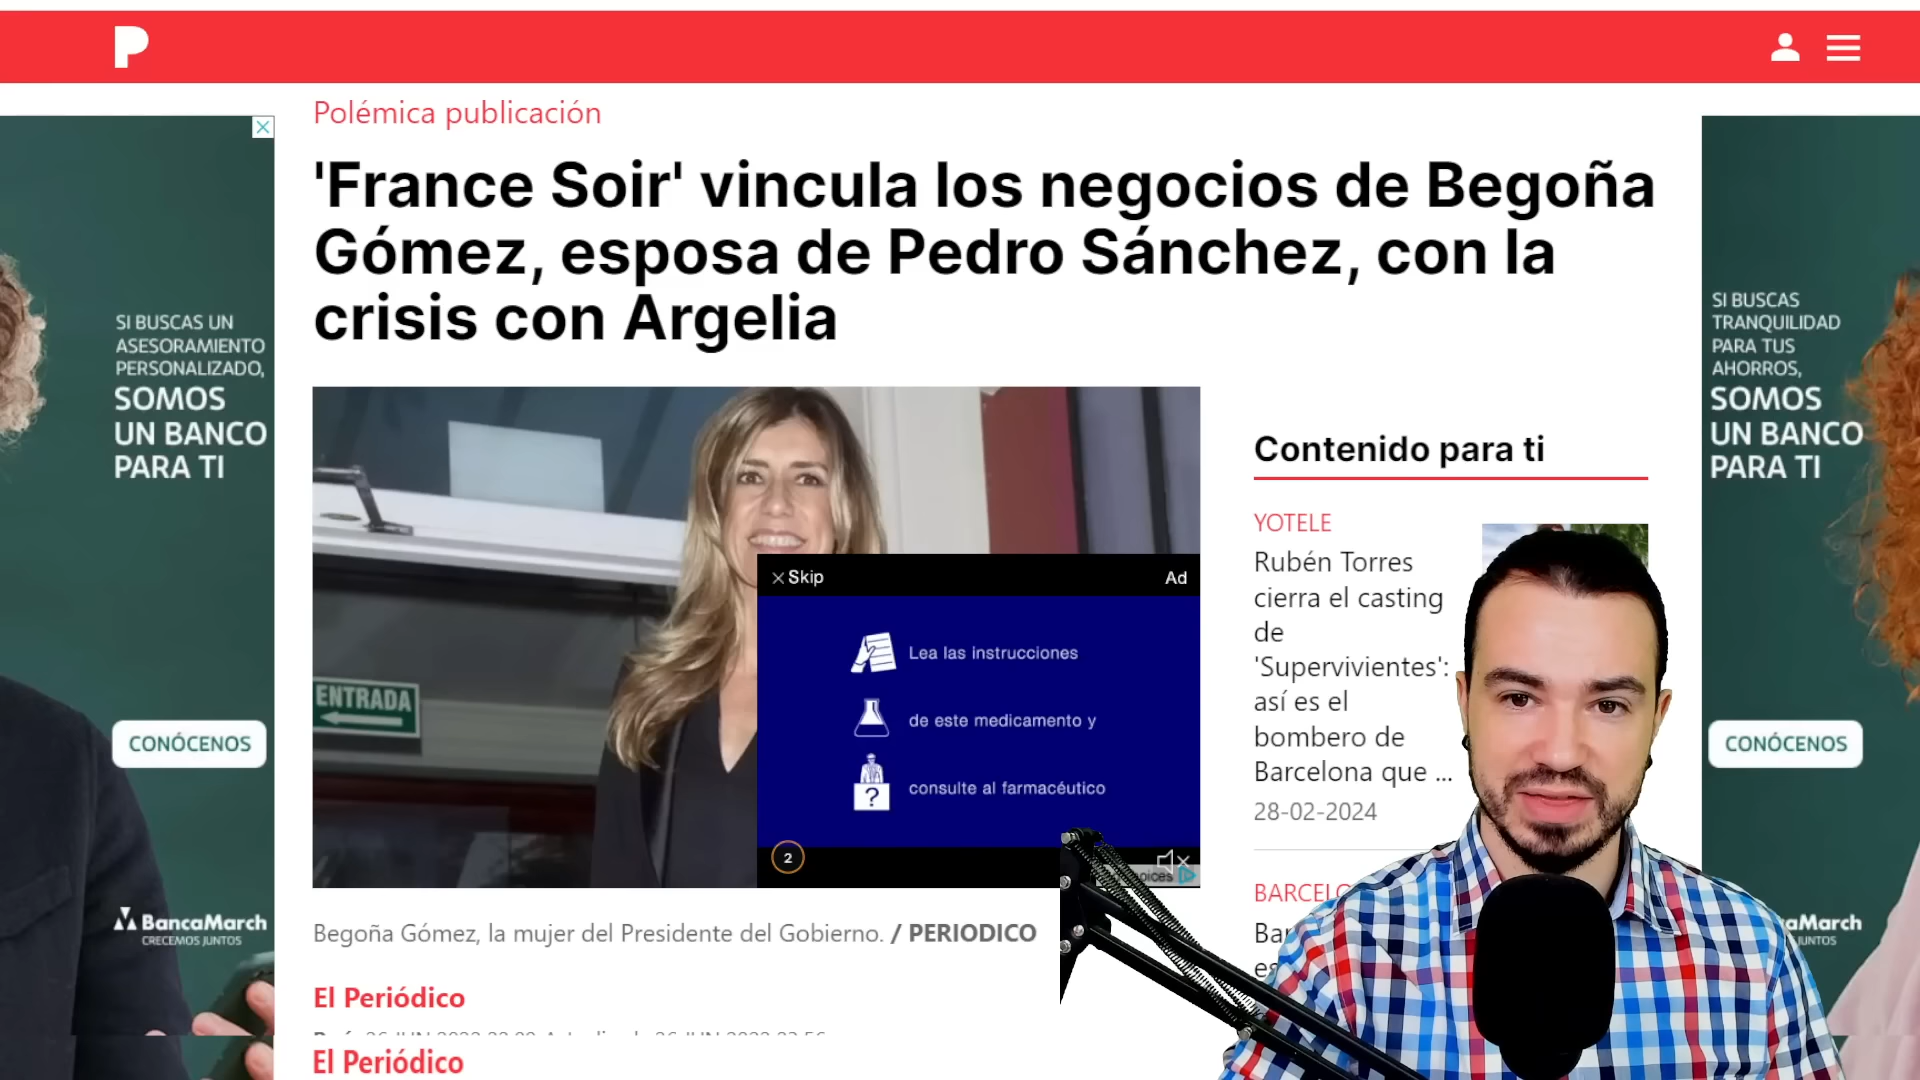 P
Polémica publicación
'France Soir' vincula los negocios de Begoña
Gómez, esposa de Pedro Sánchez, con la
crisis con Argelia
SI BUSCAS UN
ASESORAMIENTO
PERSONALIZADO,
SOMOS
UN BANCO
PARA TI
CONÓCENOS
BancaMarch
CRECEMOS JUNTOS
ENTRADA
Skip
Ad
Lea las instrucciones
de este medicamento y
consulte al farmacéutico
2
Begoña Gómez, la mujer del Presidente del Gobierno. / PERIODICO
El Periódico
El Periódico
Contenido para ti
YOTELE
Rubén Torres
cierra el casting
de
'Supervivientes':
así es el
bombero de
Barcelona que ...
28-02-2024
SI BUSCAS
TRANQUILIDAD
PARA TUS
AHORROS,
SOMOS
UN BANCO
PARA TI
CONÓCENOS